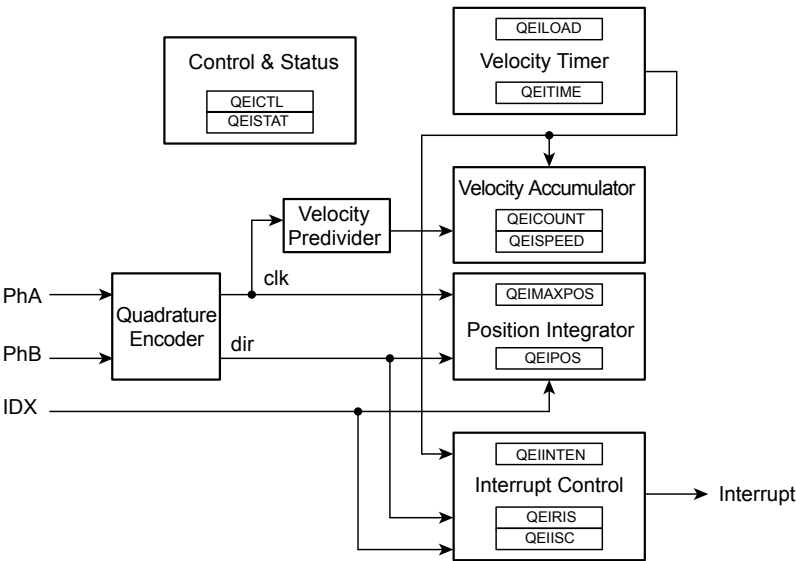 QEILOAD
Velocity Timer
QEITIME
Control & Status
QEICTL
QEISTAT
Velocity Accumulator
QEICOUNT
QEISPEED
Velocity
Predivider
clk
PhA
Quadrature
Encoder
QEIMAXPOS
Position Integrator
dir
PhB
QEIPOS
IDX
QEIINTEN
Interrupt Control
Interrupt
QEIRIS
QEIISC